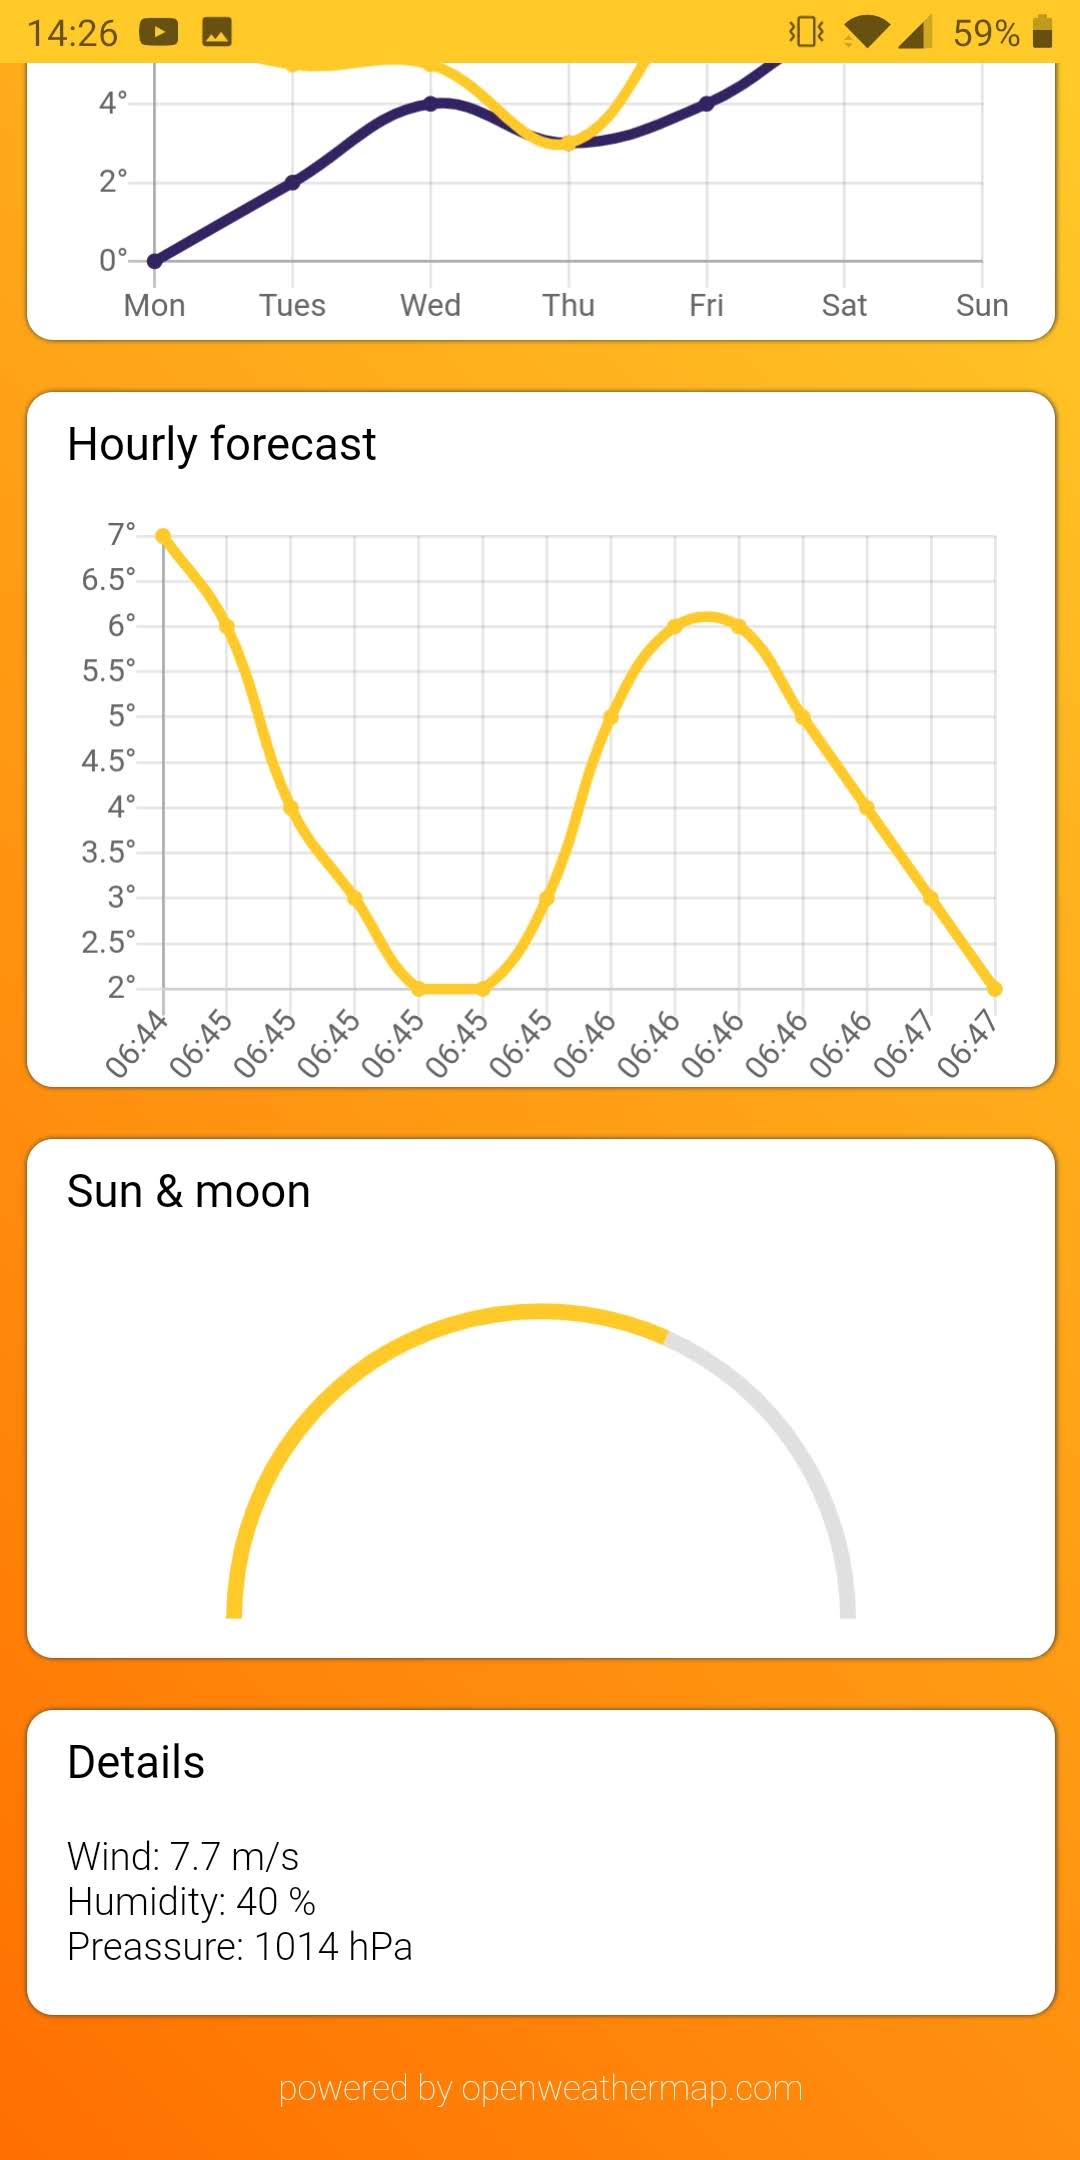 14:26 59%
4°
2°
0°
Mon Tues Wed Thu Fri Sat Sun
Hourly forecast
7°
6.5°
6°
5.5°
5°
4.5°
4°
3.5°
3°
2.5°
2°
06:44 06:45 06:45 06:45 06:45 06:45 06:45 06:46 06:46 06:46 06:46 06:46 06:47 06:47
Sun & moon
Details
Wind: 7.7 m/s
Humidity: 40 %
Preassure: 1014 hPa
powered by openweathermap.com